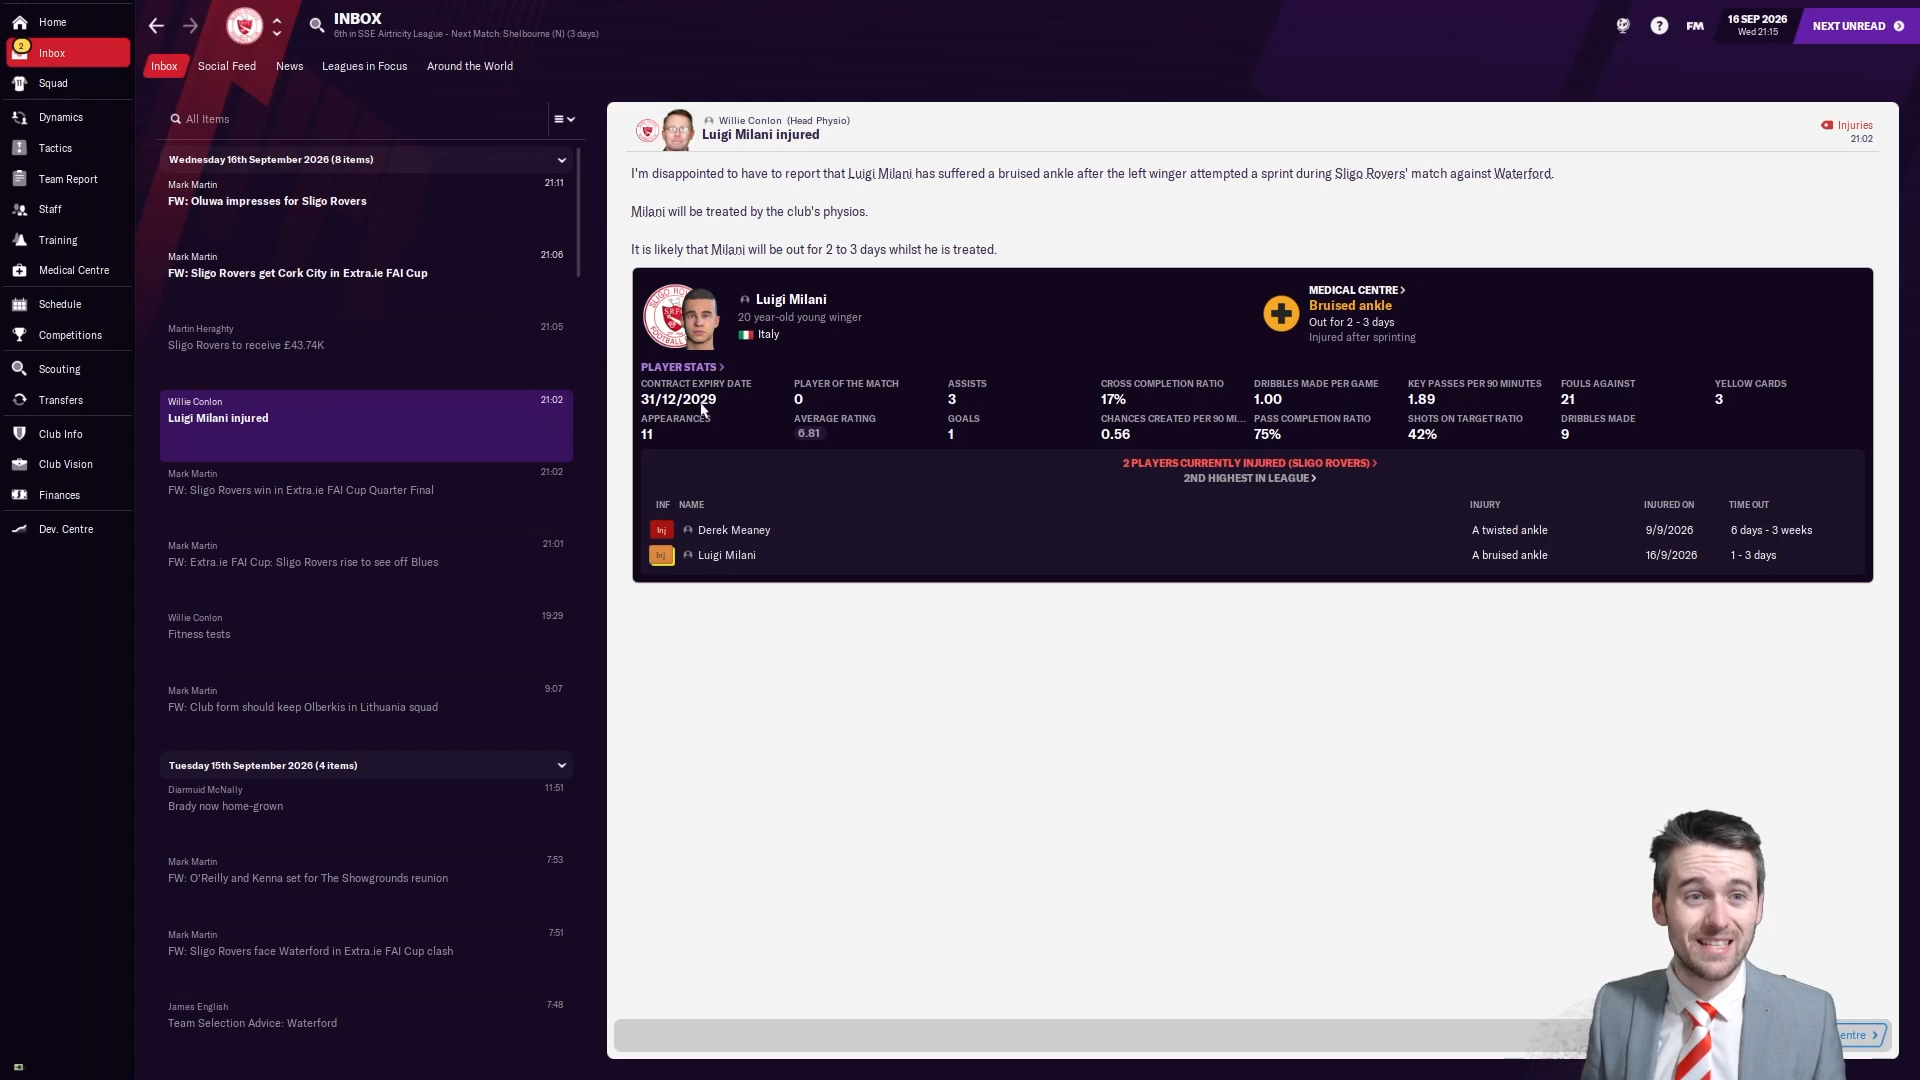 Home
2
Inbox
Squad
Dynamics
Tactics
Team Report
Staff
Training
Medical Centre
Schedule
Competitions
Scouting
Transfers
Club Info
Club Vision
Finances
Dev. Centre
INBOX
6th in SSE Airtricity League - Next Match: Shelbourne (N) (3 days)
FM
16 SEP 2026
Wed 21:15
NEXT UNREAD
Inbox
Social Feed
News
Leagues in Focus
Around the World
All Items
Wednesday 16th September 2026 (8 items)
Mark Martin 21:11
FW: Oluwa impresses for Sligo Rovers
Mark Martin 21:06
FW: Sligo Rovers get Cork City in Extra.ie FAI Cup
Martin Heraghty 21:05
Sligo Rovers to receive £43.74K
Willie Conlon 21:02
Luigi Milani injured
Mark Martin 21:02
FW: Sligo Rovers win in Extra.ie FAI Cup Quarter Final
Mark Martin 21:01
FW: Extra.ie FAI Cup: Sligo Rovers rise to see off Blues
Willie Conlon 19:29
Fitness tests
Mark Martin 9:07
FW: Club form should keep Olberkis in Lithuania squad
Tuesday 15th September 2026 (4 items)
Diarmuid McNally 11:51
Brady now home-grown
Mark Martin 7:53
FW: O'Reilly and Kenna set for The Showgrounds reunion
Mark Martin 7:51
FW: Sligo Rovers face Waterford in Extra.ie FAI Cup clash
James English 7:48
Team Selection Advice: Waterford
Willie Conlon (Head Physio)
Luigi Milani injured
Injuries
21:02
I'm disappointed to have to report that Luigi Milani has suffered a bruised ankle after the left winger attempted a sprint during Sligo Rovers' match against Waterford.
Milani will be treated by the club's physios.
It is likely that Milani will be out for 2 to 3 days whilst he is treated.
Luigi Milani
20 year-old young winger
Italy
MEDICAL CENTRE >
Bruised ankle
Out for 2 - 3 days
Injured after sprinting
PLAYER STATS >
CONTRACT EXPIRY DATE PLAYER OF THE MATCH ASSISTS CROSS COMPLETION RATIO DRIBBLES MADE PER GAME KEY PASSES PER 90 MINUTES FOULS AGAINST YELLOW CARDS
31/12/2029 0 3 17% 1.00 1.89 21 3
APPEARANCES AVERAGE RATING GOALS CHANCES CREATED PER 90 MI... PASS COMPLETION RATIO SHOTS ON TARGET RATIO DRIBBLES MADE
11 6.81 1 0.56 75% 42% 9
2 PLAYERS CURRENTLY INJURED (SLIGO ROVERS) >
2ND HIGHEST IN LEAGUE >
INF NAME INJURY INJURED ON TIME OUT
Inj Derek Meaney A twisted ankle 9/9/2026 6 days - 3 weeks
Inj Luigi Milani A bruised ankle 16/9/2026 1 - 3 days
entre >